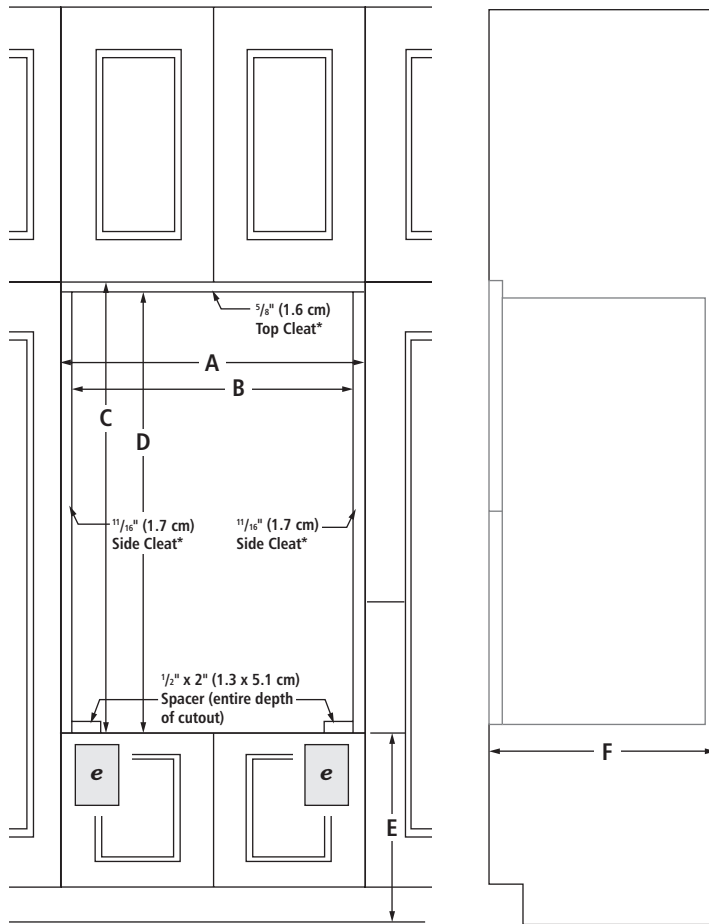 ⁵/₈" (1.6 cm)
Top Cleat*
A
B
C
D
¹¹/₁₆" (1.7 cm)
Side Cleat*
¹¹/₁₆" (1.7 cm)
Side Cleat*
¹/₂" x 2" (1.3 x 5.1 cm)
Spacer (entire depth
of cutout)
e
e
E
F